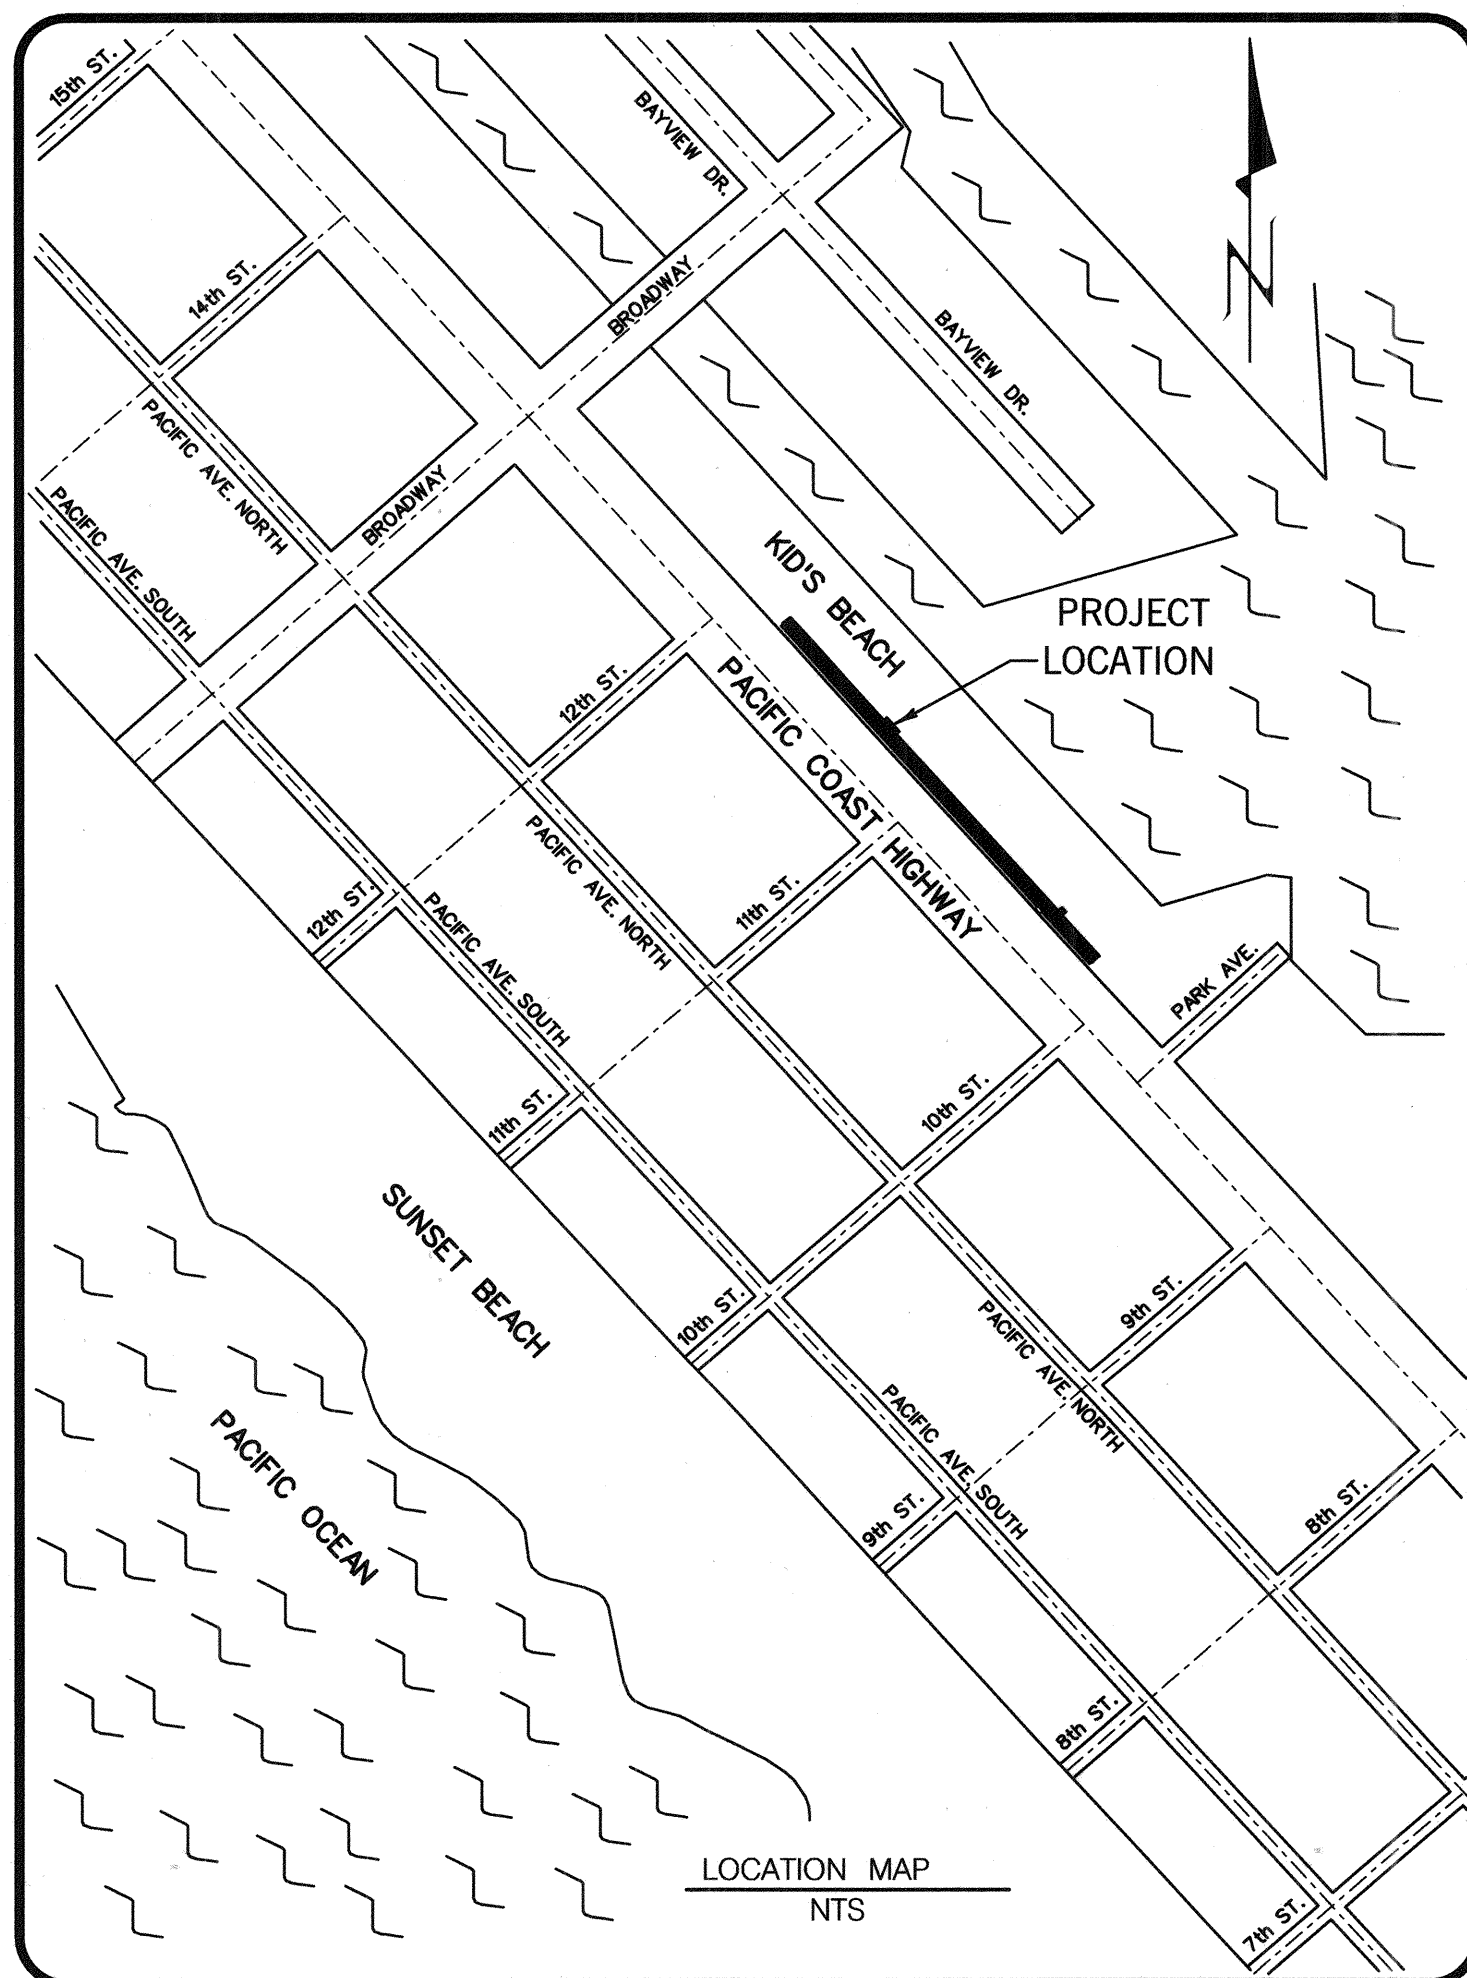 15th ST.
BAYVIEW DR.
14th ST.
BROADWAY
BAYVIEW DR.
PACIFIC AVE. NORTH
BROADWAY
PACIFIC AVE. SOUTH
KID'S BEACH
PROJECT
LOCATION
12th ST.
PACIFIC COAST HIGHWAY
PACIFIC AVE. NORTH
11th ST.
12th ST.
PACIFIC AVE. SOUTH
PARK AVE.
10th ST.
11th ST.
SUNSET BEACH
9th ST.
10th ST.
PACIFIC AVE. NORTH
PACIFIC AVE. SOUTH
PACIFIC OCEAN
8th ST.
9th ST.
8th ST.
7th ST.
LOCATION MAP
NTS
N